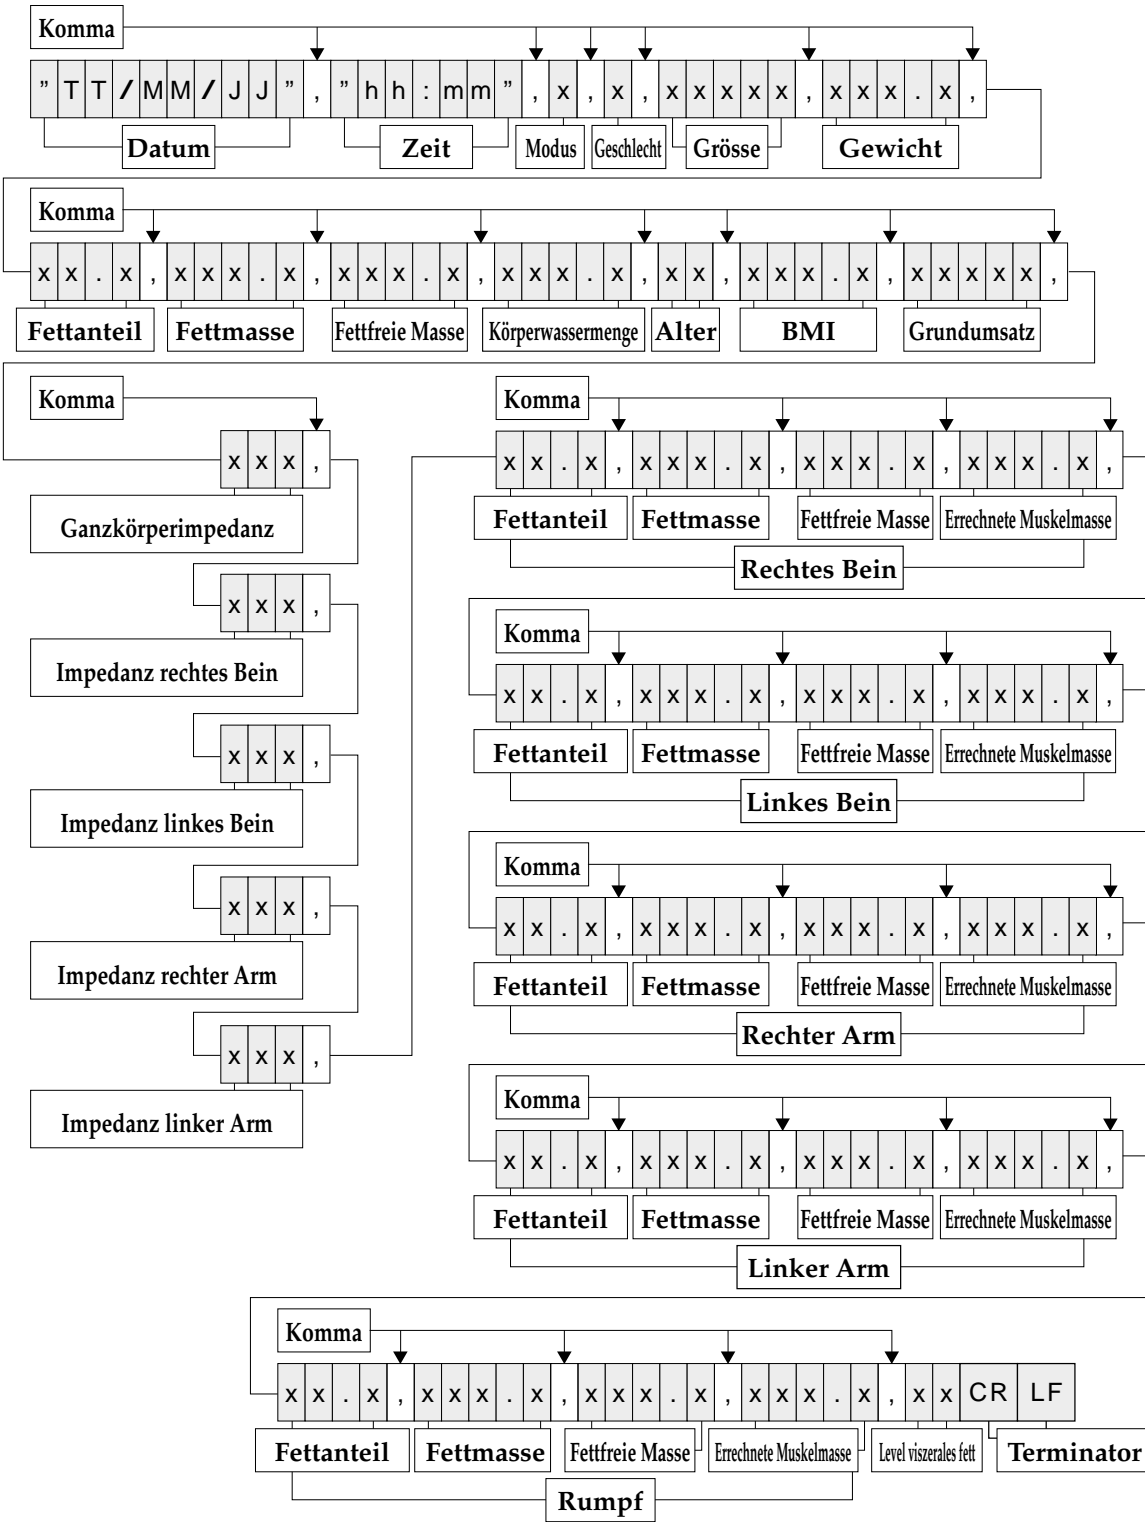 Komma
" T T / M M / J J " , " h h : m m " , x , x , x x x x x , x x x . x ,
Datum Zeit Modus Geschlecht Grösse Gewicht
Komma
x x . x , x x x . x , x x x . x , x x x . x , x x , x x x . x , x x x x x ,
Fettanteil Fettmasse Fettfreie Masse Körperwassermenge Alter BMI Grundumsatz
Komma
x x x ,
Ganzkörperimpedanz
x x x ,
Impedanz rechtes Bein
x x x ,
Impedanz linkes Bein
x x x ,
Impedanz rechter Arm
x x x ,
Impedanz linker Arm
Komma
x x . x , x x x . x , x x x . x , x x x . x ,
Fettanteil Fettmasse Fettfreie Masse Errechnete Muskelmasse
Rechtes Bein
Komma
x x . x , x x x . x , x x x . x , x x x . x ,
Fettanteil Fettmasse Fettfreie Masse Errechnete Muskelmasse
Linkes Bein
Komma
x x . x , x x x . x , x x x . x , x x x . x ,
Fettanteil Fettmasse Fettfreie Masse Errechnete Muskelmasse
Rechter Arm
Komma
x x . x , x x x . x , x x x . x , x x x . x ,
Fettanteil Fettmasse Fettfreie Masse Errechnete Muskelmasse
Linker Arm
Komma
x x . x , x x x . x , x x x . x , x x x . x , x x CR LF
Fettanteil Fettmasse Fettfreie Masse Errechnete Muskelmasse Level viszerales fett Terminator
Rumpf